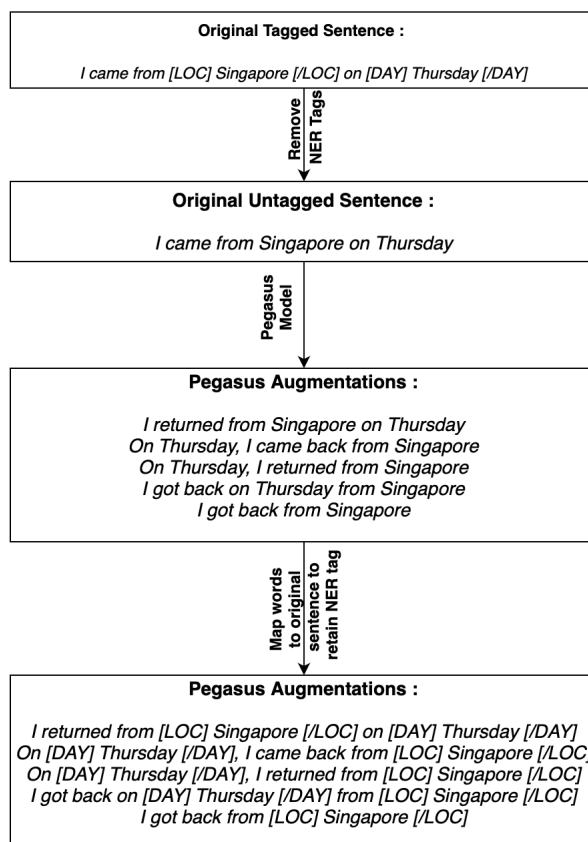 Original Tagged Sentence :
I came from [LOC] Singapore [/LOC] on [DAY] Thursday [/DAY]
Remove
NER Tags
Original Untagged Sentence :
I came from Singapore on Thursday
Pegasus
Model
Pegasus Augmentations :
I returned from Singapore on Thursday
On Thursday, I came back from Singapore
On Thursday, I returned from Singapore
I got back on Thursday from Singapore
I got back from Singapore
Map words
to original
sentence to
retain NER tag
Pegasus Augmentations :
I returned from [LOC] Singapore [/LOC] on [DAY] Thursday [/DAY]
On [DAY] Thursday [/DAY], I came back from [LOC] Singapore [/LOC]
On [DAY] Thursday [/DAY], I returned from [LOC] Singapore [/LOC]
I got back on [DAY] Thursday [/DAY] from [LOC] Singapore [/LOC]
I got back from [LOC] Singapore [/LOC]